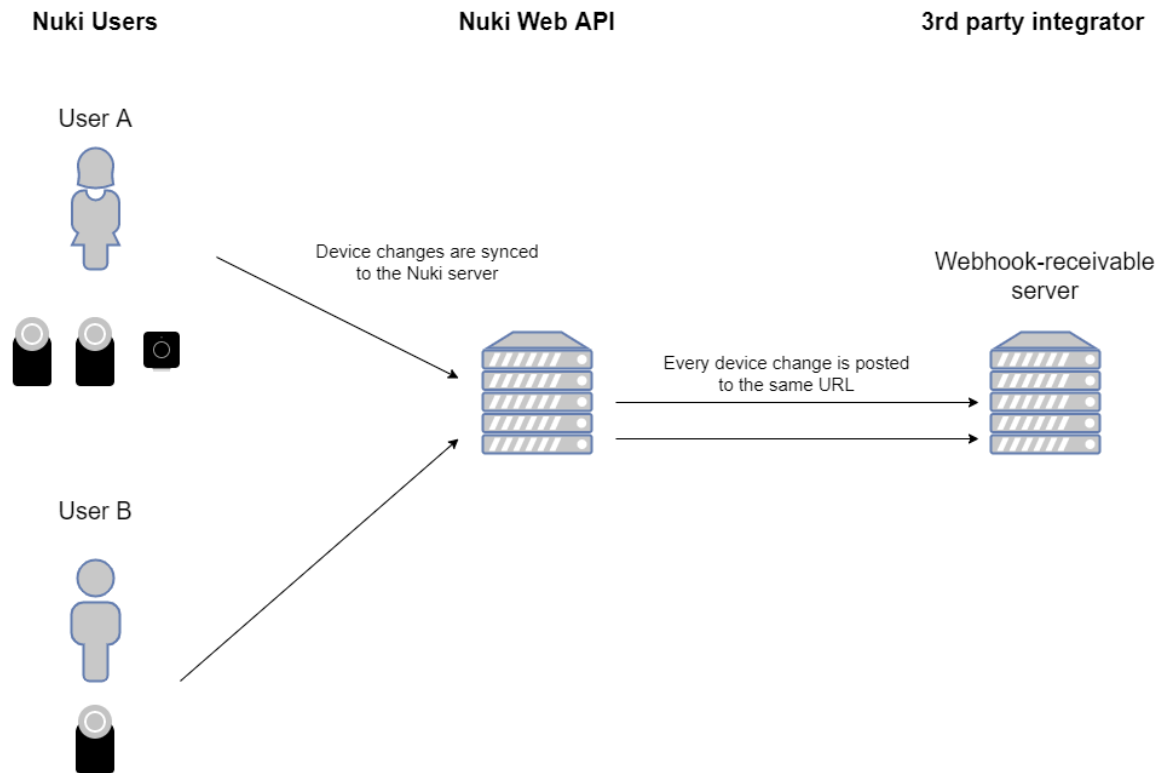 Nuki Users
Nuki Web API
3rd party integrator
User A
Device changes are synced
to the Nuki server
Webhook-receivable
server
Every device change is posted
to the same URL
User B